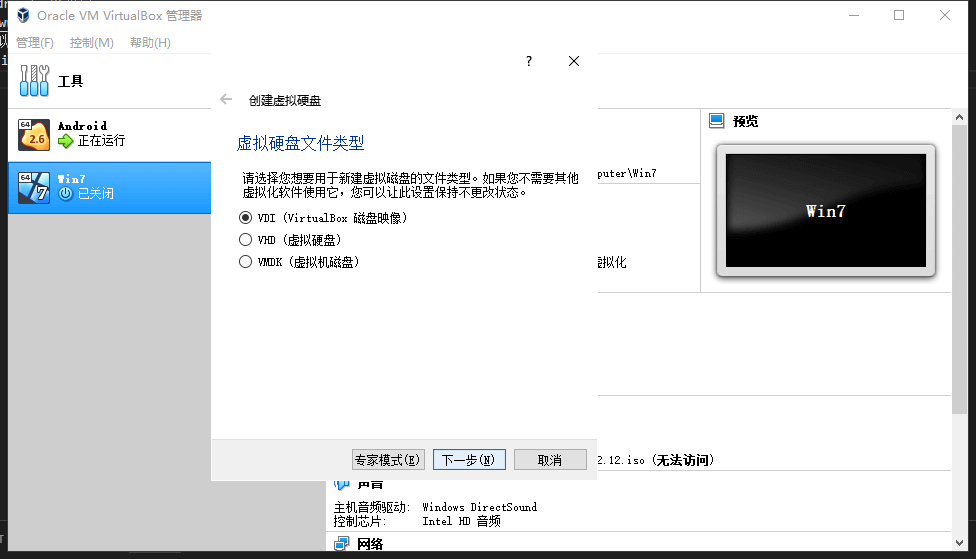 Oracle VM VirtualBox 管理器
管理(F) 控制(M) 帮助(H)
工具
Android
正在运行
Win7
已关闭
?
创建虚拟硬盘
虚拟硬盘文件类型
请选择您想要用于新建虚拟磁盘的文件类型。如果您不需要其他
虚拟化软件使用它，您可以让此设置保持不更改状态。
VDI (VirtualBox 磁盘映像)
VHD (虚拟硬盘)
VMDK (虚拟机磁盘)
专家模式(E) 下一步(N) 取消
预览
puter\Win7
Win7
拟化
2.12.iso (无法访问)
声音
主机音频驱动: Windows DirectSound
控制芯片: Intel HD 音频
网络